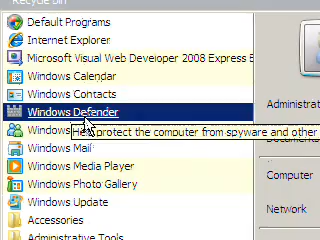 Recycle Bin
Default Programs
Internet Explorer
Microsoft Visual Web Developer 2008 Express E
Windows Calendar
Windows Contacts
Windows Defender
Windows
Help protect the computer from spyware and other
Windows Mail
Windows Media Player
Windows Photo Gallery
Windows Update
Accessories
Administrative Tools
Administrat
Documents
Computer
Network